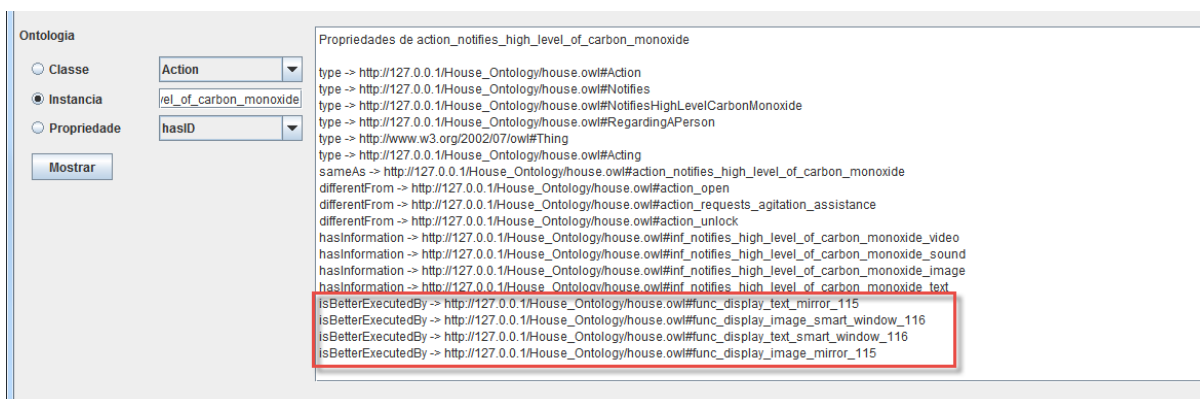 Ontologia
Classe
Action
Instancia
vel_of_carbon_monoxide
Propriedade
hasID
Mostrar
Propriedades de action_notifies_high_level_of_carbon_monoxide
type -> http://127.0.0.1/House_Ontology/house.owl#Action
type -> http://127.0.0.1/House_Ontology/house.owl#Notifies
type -> http://127.0.0.1/House_Ontology/house.owl#NotifiesHighLevelCarbonMonoxide
type -> http://127.0.0.1/House_Ontology/house.owl#RegardingAPerson
type -> http://www.w3.org/2002/07/owl#Thing
type -> http://127.0.0.1/House_Ontology/house.owl#Acting
sameAs -> http://127.0.0.1/House_Ontology/house.owl#action_notifies_high_level_of_carbon_monoxide
differentFrom -> http://127.0.0.1/House_Ontology/house.owl#action_open
differentFrom -> http://127.0.0.1/House_Ontology/house.owl#action_requests_agitation_assistance
differentFrom -> http://127.0.0.1/House_Ontology/house.owl#action_unlock
hasInformation -> http://127.0.0.1/House_Ontology/house.owl#inf_notifies_high_level_of_carbon_monoxide_video
hasInformation -> http://127.0.0.1/House_Ontology/house.owl#inf_notifies_high_level_of_carbon_monoxide_sound
hasInformation -> http://127.0.0.1/House_Ontology/house.owl#inf_notifies_high_level_of_carbon_monoxide_image
hasInformation -> http://127.0.0.1/House_Ontology/house.owl#inf_notifies_high_level_of_carbon_monoxide_text
isBetterExecutedBy -> http://127.0.0.1/House_Ontology/house.owl#func_display_text_mirror_115
isBetterExecutedBy -> http://127.0.0.1/House_Ontology/house.owl#func_display_image_smart_window_116
isBetterExecutedBy -> http://127.0.0.1/House_Ontology/house.owl#func_display_text_smart_window_116
isBetterExecutedBy -> http://127.0.0.1/House_Ontology/house.owl#func_display_image_mirror_115